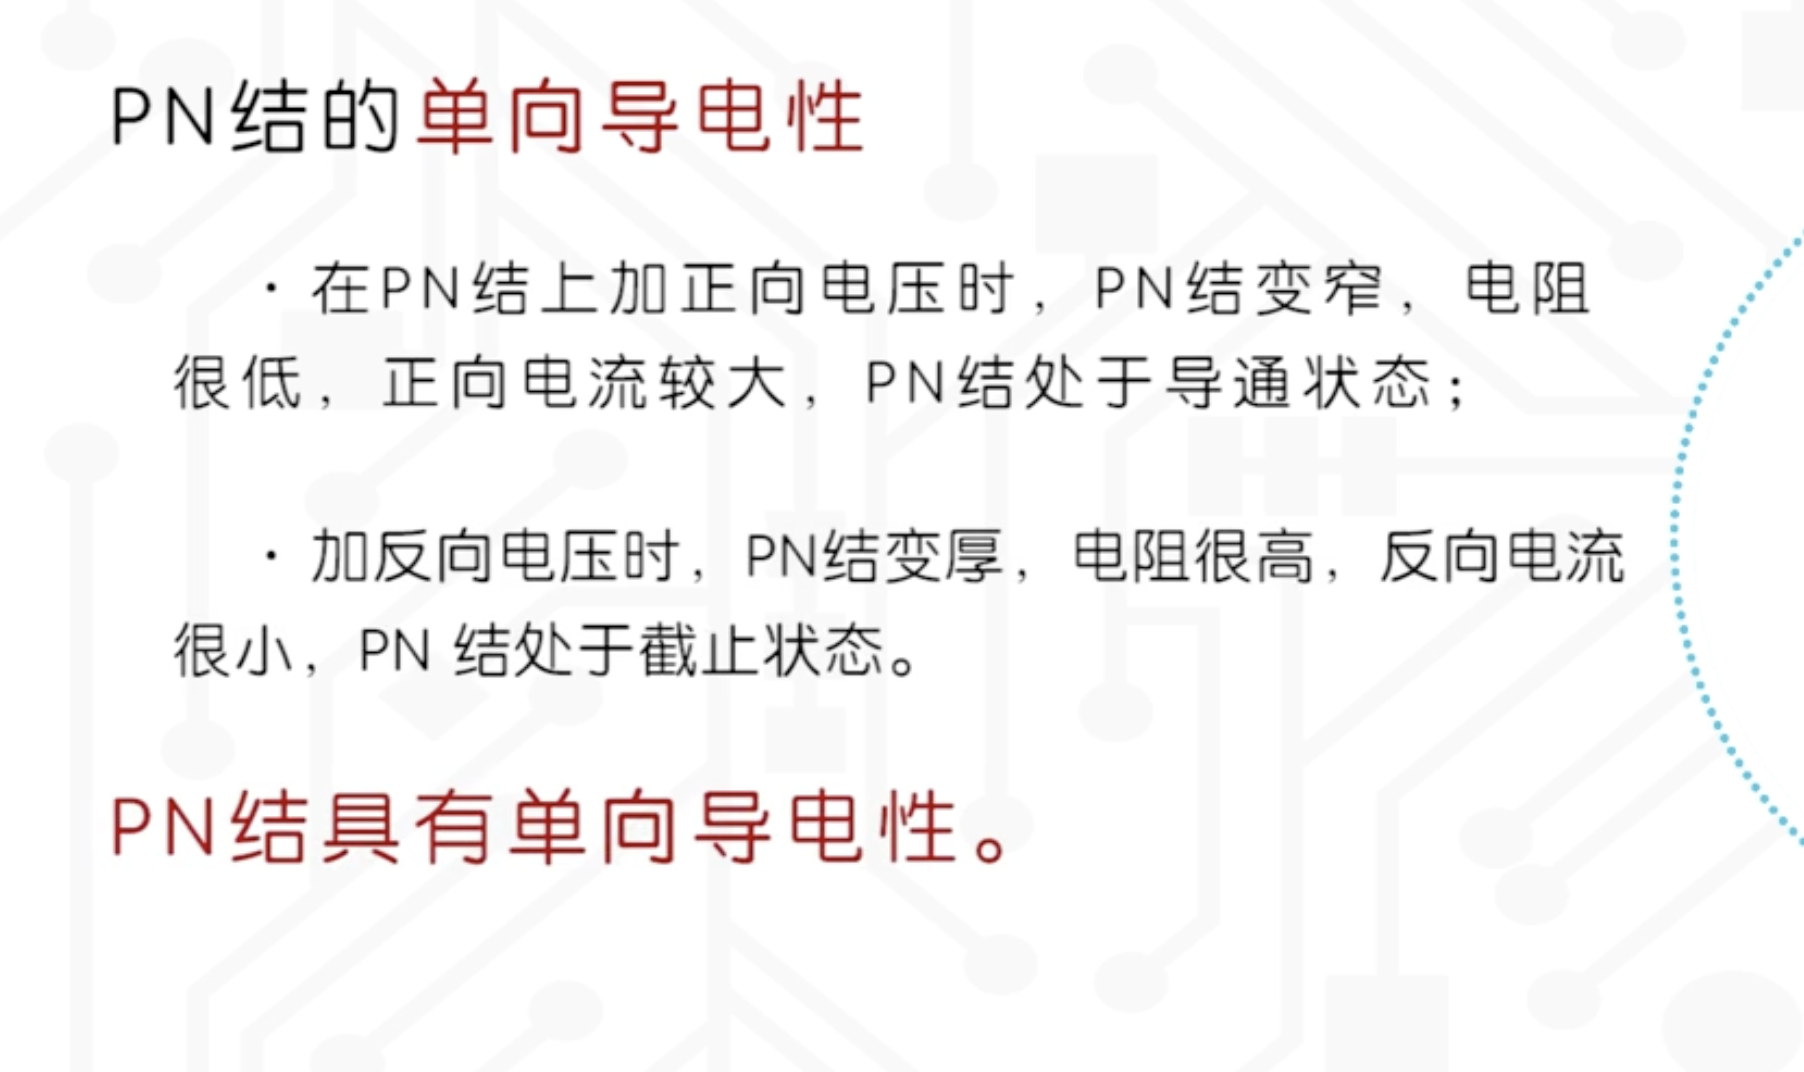 PN结的单向导电性
·在PN结上加正向电压时，PN结变窄，电阻
很低，正向电流较大，PN结处于导通状态；
·加反向电压时，PN结变厚，电阻很高，反向电流
很小，PN 结处于截止状态。
PN结具有单向导电性。